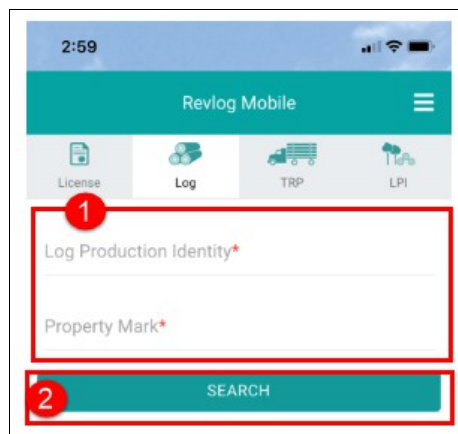 2:59
Revlog Mobile
License Log TRP LPI
1
Log Production Identity*
Property Mark*
2 SEARCH